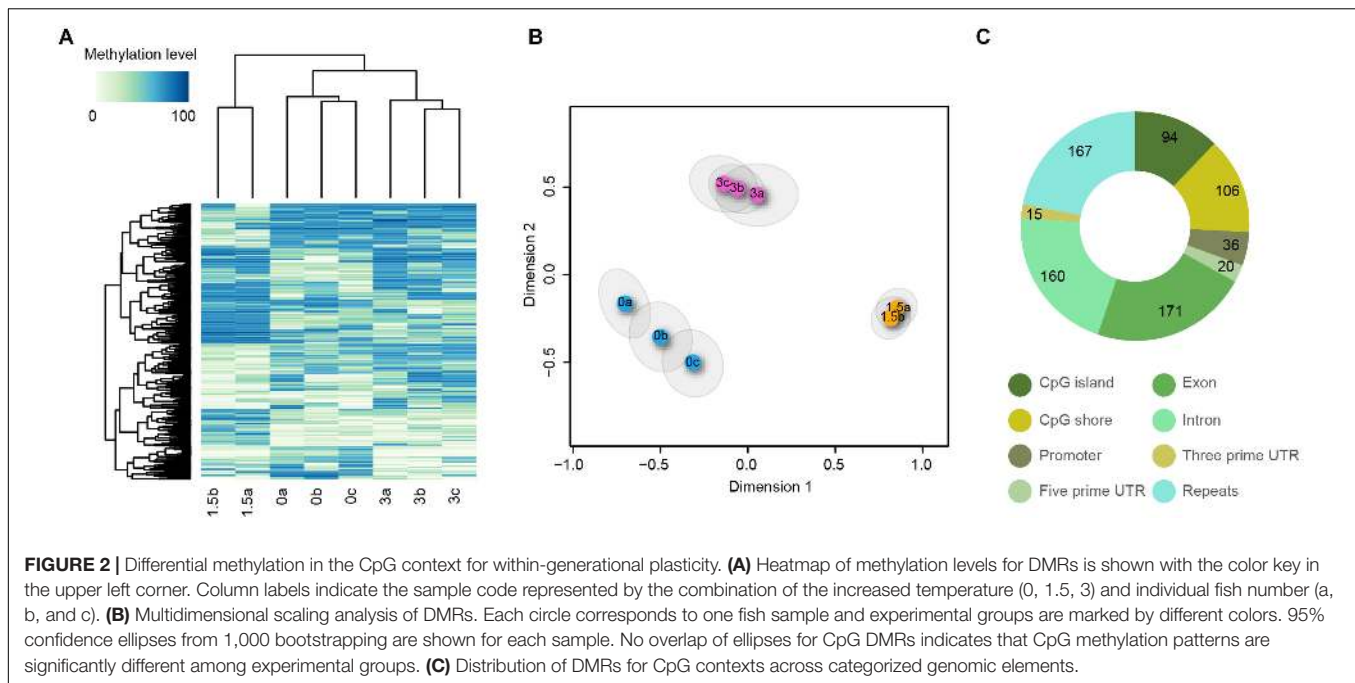 A
Methylation level
0 100
1.5b 1.5a 0a 0b 0c 3a 3b 3c
B
Dimension 2
0.5
0.0
−0.5
3c 3b 3a
0a
0b
0c
1.5a
1.5b
−1.0 −0.5 0.0 0.5 1.0
Dimension 1
C
94
106
36
20
171
160
15
167
CpG island
CpG shore
Promoter
Five prime UTR
Exon
Intron
Three prime UTR
Repeats
FIGURE 2 | Differential methylation in the CpG context for within-generational plasticity. (A) Heatmap of methylation levels for DMRs is shown with the color key in
the upper left corner. Column labels indicate the sample code represented by the combination of the increased temperature (0, 1.5, 3) and individual fish number (a,
b, and c). (B) Multidimensional scaling analysis of DMRs. Each circle corresponds to one fish sample and experimental groups are marked by different colors. 95%
confidence ellipses from 1,000 bootstrapping are shown for each sample. No overlap of ellipses for CpG DMRs indicates that CpG methylation patterns are
significantly different among experimental groups. (C) Distribution of DMRs for CpG contexts across categorized genomic elements.